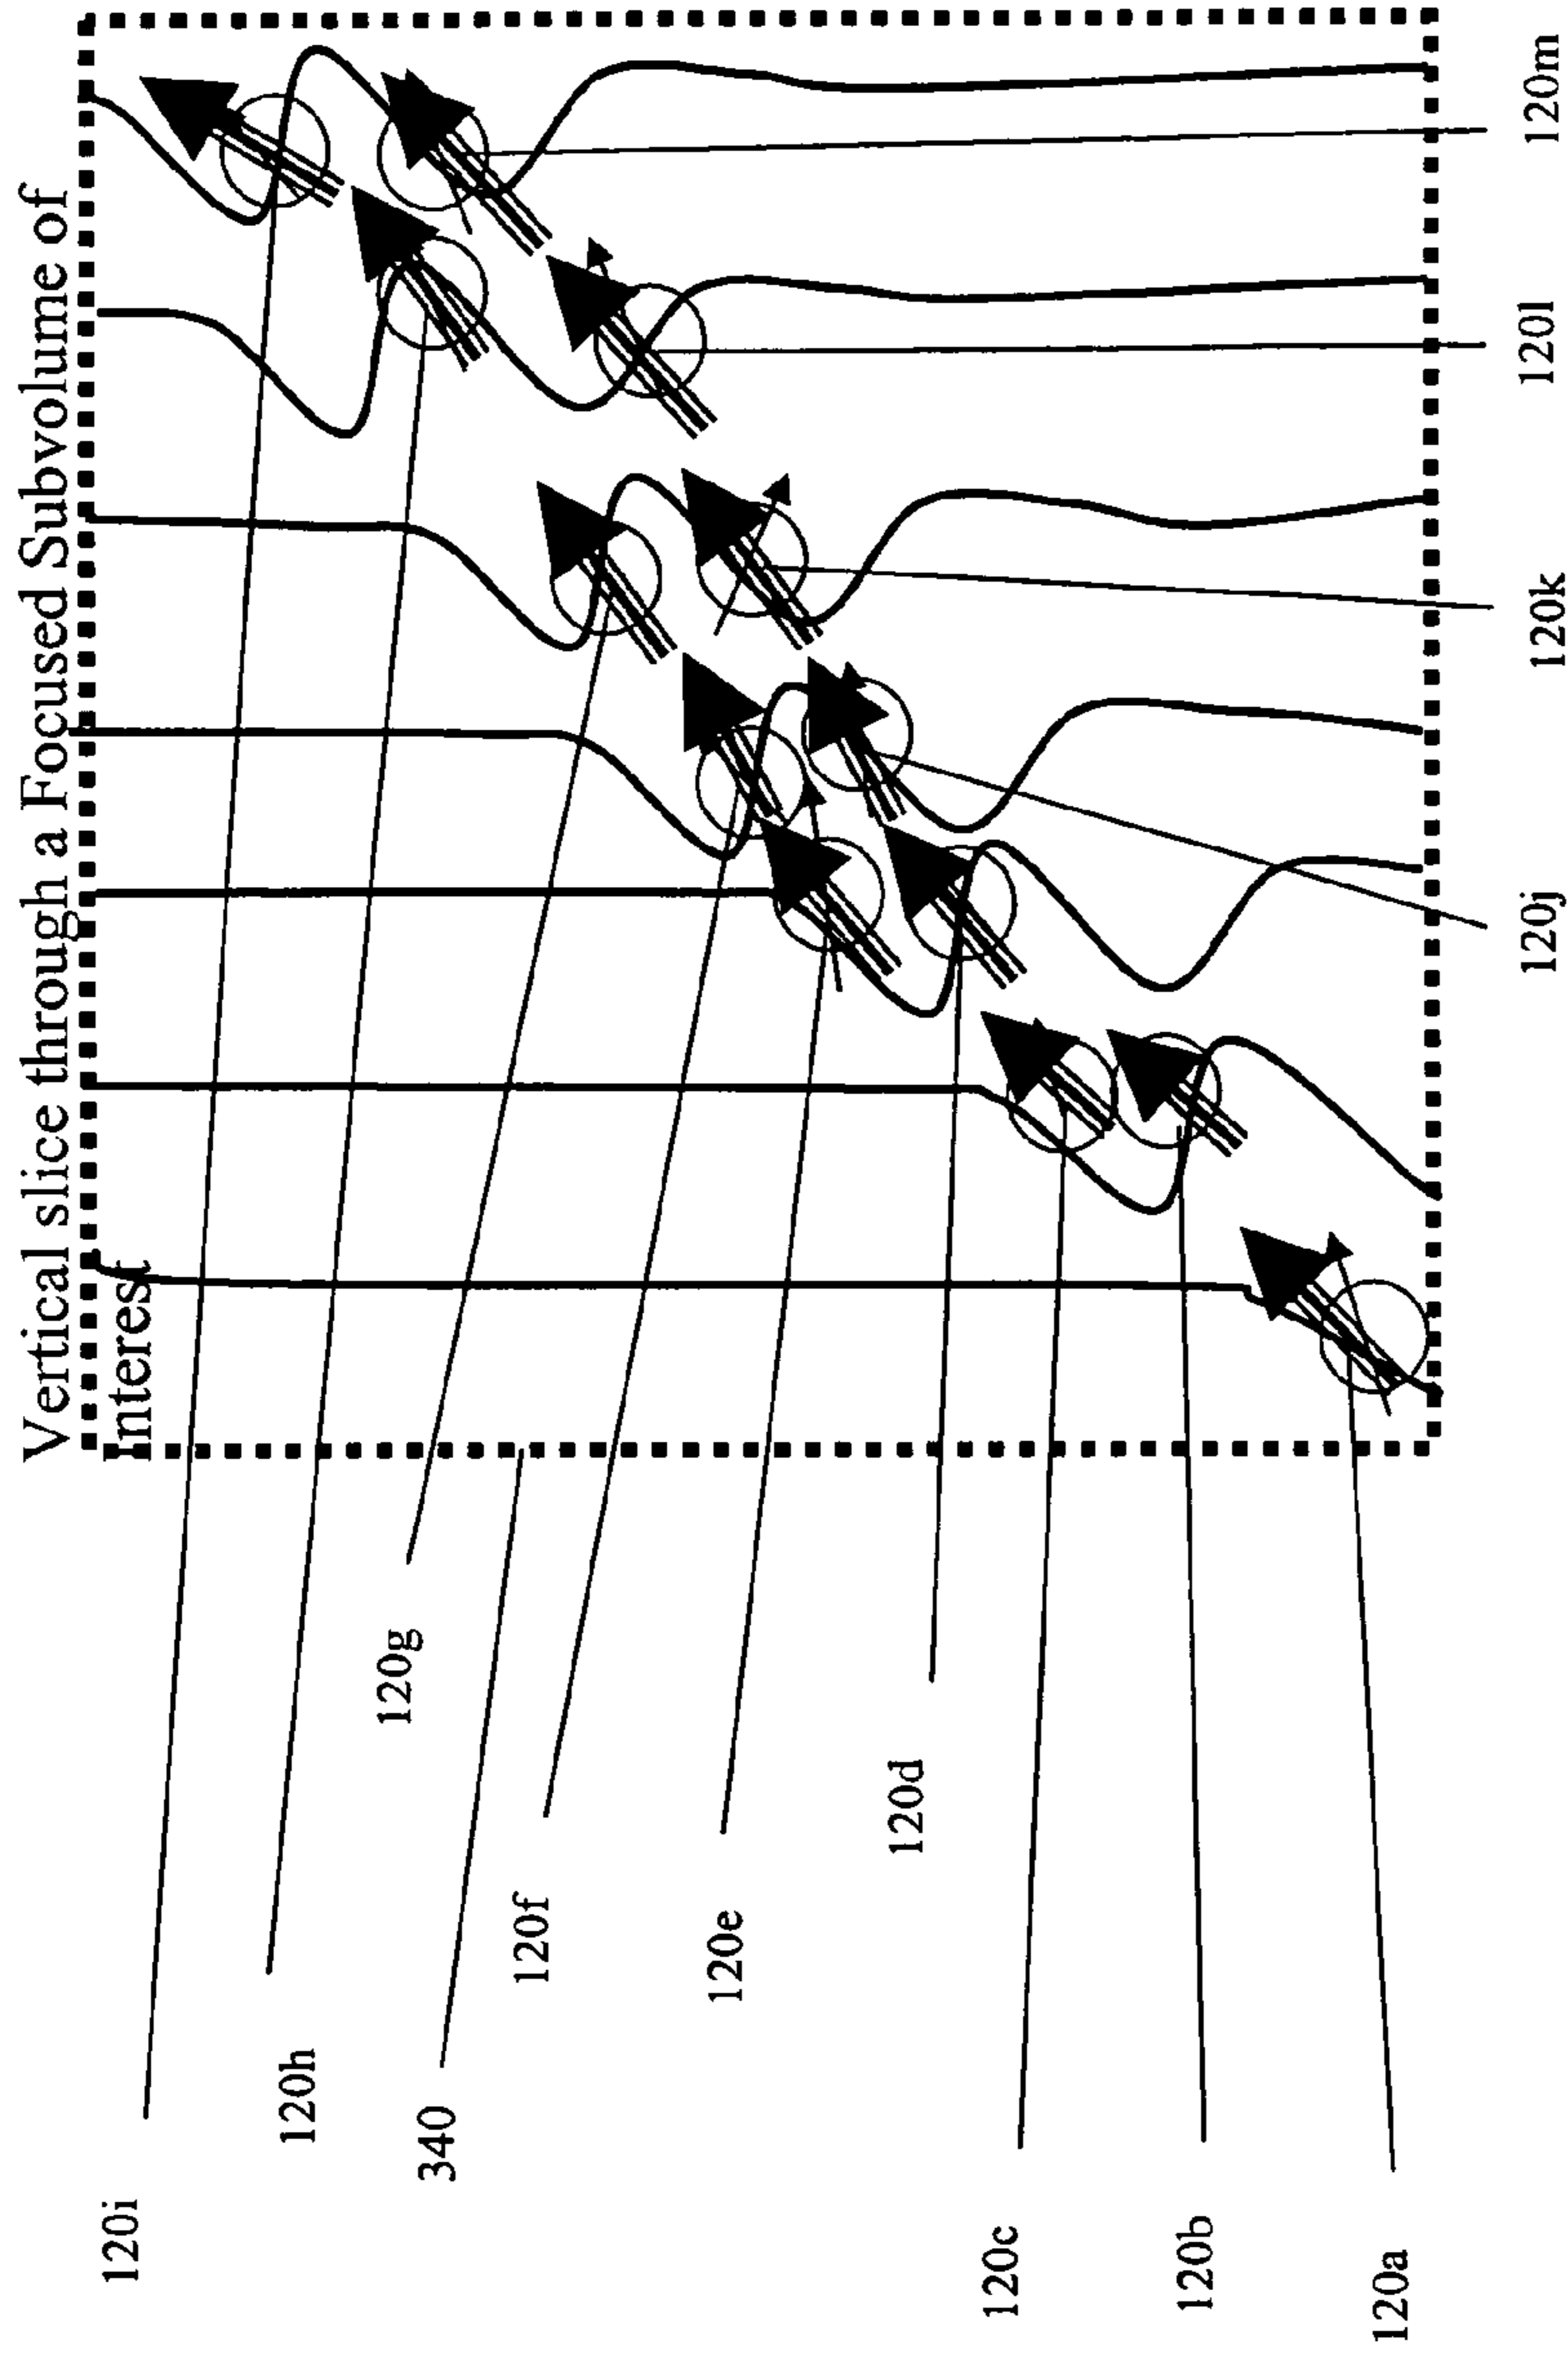 Vertical slice through a Focused Subvolume of
Interest
120i
120h
340
120g
120f
120e
120d
120c
120b
120a
120j
120k
120l
120m